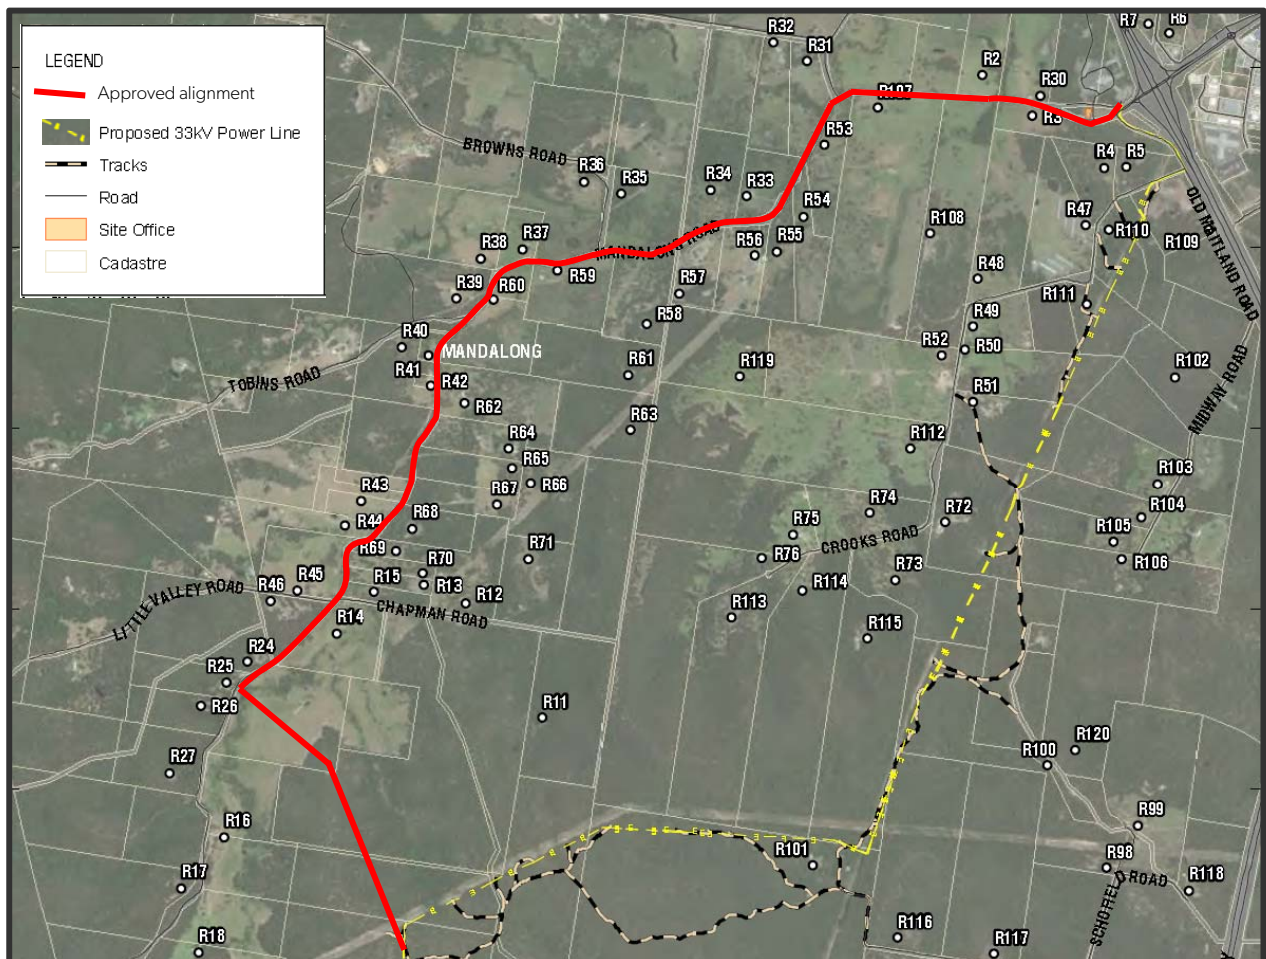 LEGEND
Approved alignment
Proposed 33kV Power Line
Tracks
Road
Site Office
Cadastre
R7
R6
R32
R31
R2
R30
R107
R3
R53
BROWNS ROAD
R36
R35
R34
R33
R4
R5
R54
OLD MAITLAND ROAD
R47
R110
R109
R108
MANDALONG ROAD
R56
R55
R38
R37
R59
R57
R48
R39
R60
R58
R111
R49
R40
MANDALONG
R52
R50
R41
R42
R61
R119
R102
TOBINS ROAD
MIDWAY ROAD
R62
R63
R51
R64
R112
R65
R66
R67
R103
R43
R44
R68
R74
R72
R104
R75
R105
CROOKS ROAD
R69
R70
R71
R76
R73
R106
R46
R45
R15
R13
R12
R114
LITTLE VALLEY ROAD
CHAPMAN ROAD
R113
R14
R115
R24
R25
R26
R11
R27
R100
R120
R16
R99
R101
R98
R17
SCHOFIELD ROAD
R118
R18
R116
R117